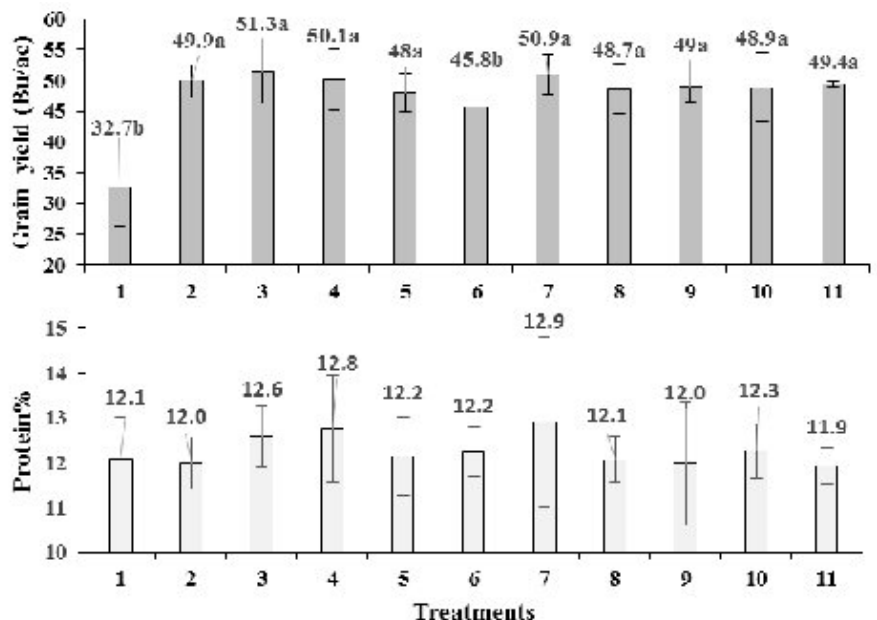 Grain yield (Bu/ac)
60
55
50
45
40
35
30
25
20
32.7b
49.9a
51.3a
50.1a
48a
45.8b
50.9a
48.7a
49a
48.9a
49.4a
1 2 3 4 5 6 7 8 9 10 11
Protein%
15
14
13
12
11
10
12.1
12.0
12.6
12.8
12.2
12.2
12.9
12.1
12.0
12.3
11.9
1 2 3 4 5 6 7 8 9 10 11
Treatments